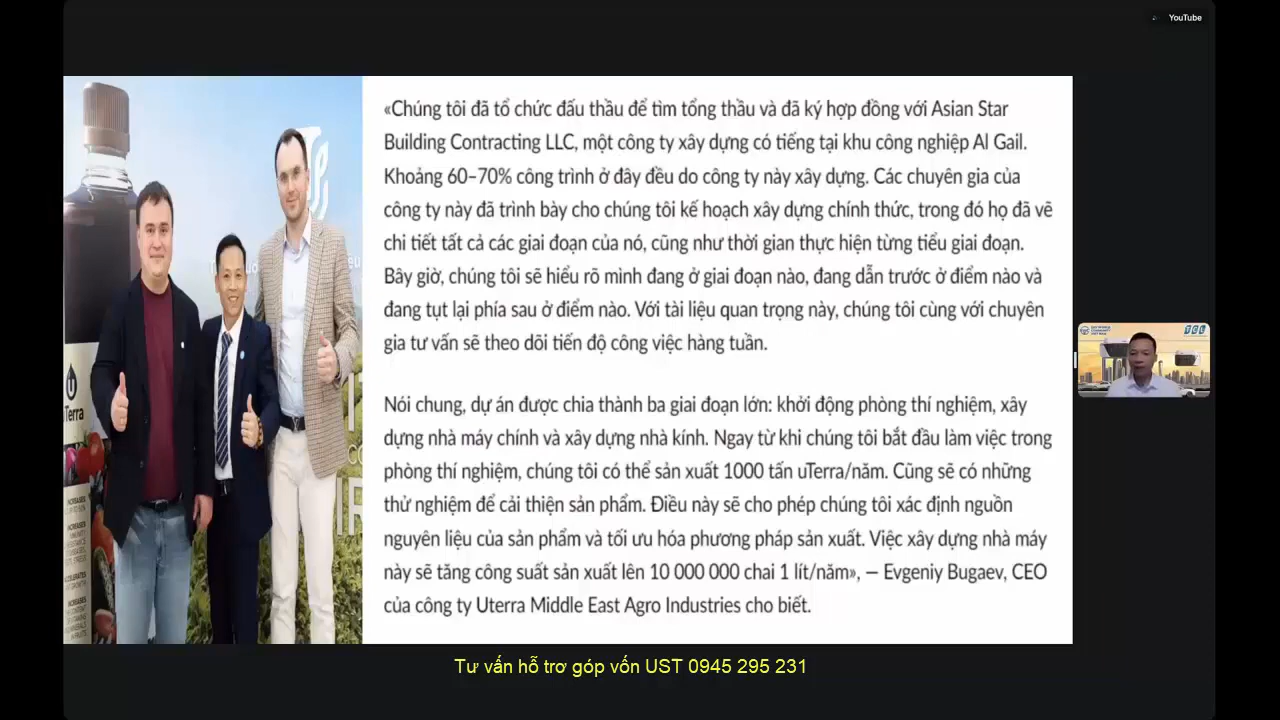 YouTube
«Chúng tôi đã tổ chức đấu thầu để tìm tổng thầu và đã ký hợp đồng với Asian Star
Building Contracting LLC, một công ty xây dựng có tiếng tại khu công nghiệp Al Gail.
Khoảng 60–70% công trình ở đây đều do công ty này xây dựng. Các chuyên gia của
công ty này đã trình bày cho chúng tôi kế hoạch xây dựng chính thức, trong đó họ đã vẽ
chi tiết tất cả các giai đoạn của nó, cũng như thời gian thực hiện từng tiểu giai đoạn.
Bây giờ, chúng tôi sẽ hiểu rõ mình đang ở giai đoạn nào, đang dẫn trước ở điểm nào và
đang tụt lại phía sau ở điểm nào. Với tài liệu quan trọng này, chúng tôi cùng với chuyên
gia tư vấn sẽ theo dõi tiến độ công việc hàng tuần.
Nói chung, dự án được chia thành ba giai đoạn lớn: khởi động phòng thí nghiệm, xây
dựng nhà máy chính và xây dựng nhà kính. Ngay từ khi chúng tôi bắt đầu làm việc trong
phòng thí nghiệm, chúng tôi có thể sản xuất 1000 tấn uTerra/năm. Cũng sẽ có những
thử nghiệm để cải thiện sản phẩm. Điều này sẽ cho phép chúng tôi xác định nguồn
nguyên liệu của sản phẩm và tối ưu hóa phương pháp sản xuất. Việc xây dựng nhà máy
này sẽ tăng công suất sản xuất lên 10 000 000 chai 1 lít/năm», — Evgeniy Bugaev, CEO
của công ty Uterra Middle East Agro Industries cho biết.
Terra
INCREASES
INCREASES
ACCELERATES
Tư vấn hỗ trơ góp vốn UST 0945 295 231